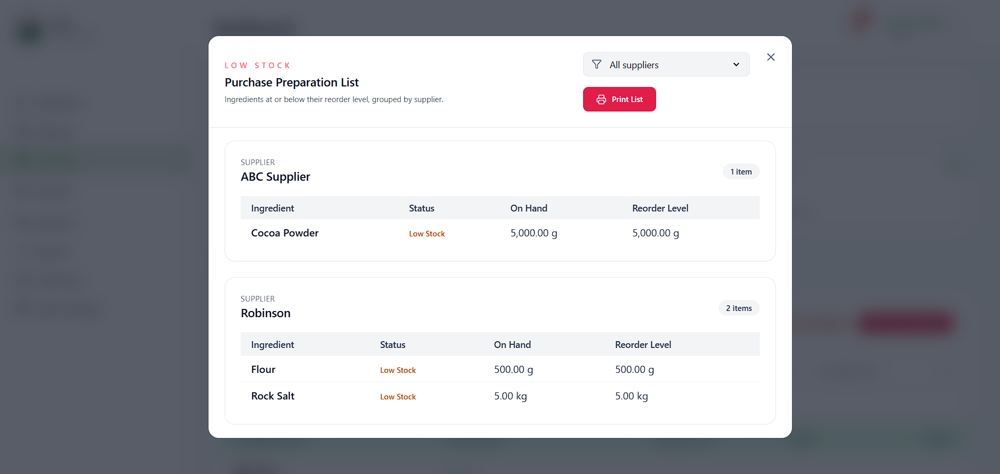 LOW STOCK
Purchase Preparation List
Ingredients at or below their reorder level, grouped by supplier.
All suppliers
Print List
SUPPLIER
ABC Supplier
1 item
Ingredient Status On Hand Reorder Level
Cocoa Powder Low Stock 5,000.00 g 5,000.00 g
SUPPLIER
Robinson
2 items
Ingredient Status On Hand Reorder Level
Flour Low Stock 500.00 g 500.00 g
Rock Salt Low Stock 5.00 kg 5.00 kg